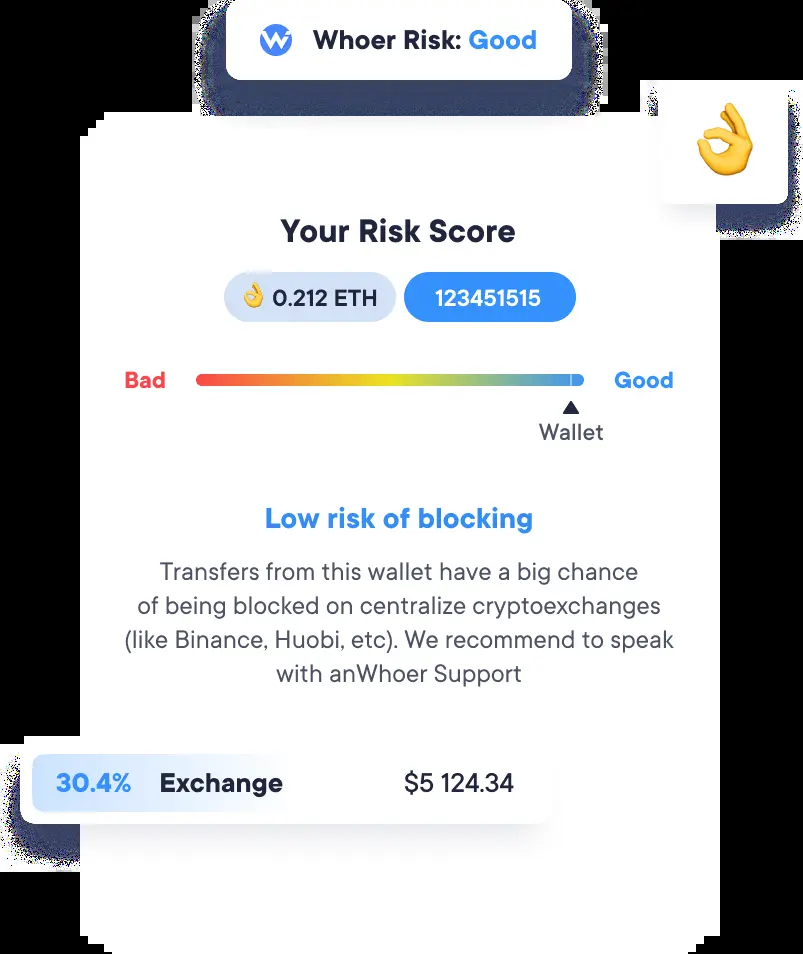 Whoer Risk: Good
Your Risk Score
0.212 ETH 123451515
Bad Good
Wallet
Low risk of blocking
Transfers from this wallet have a big chance
of being blocked on centralize cryptoexchanges
(like Binance, Huobi, etc). We recommend to speak
with anWhoer Support
30.4% Exchange $5 124.34